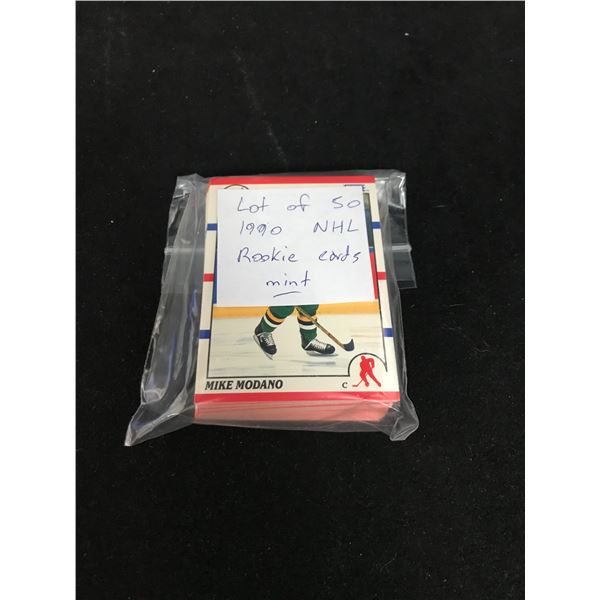 Lot of 50
1990 NHL
Rookie cards
mint
MIKE MODANO C